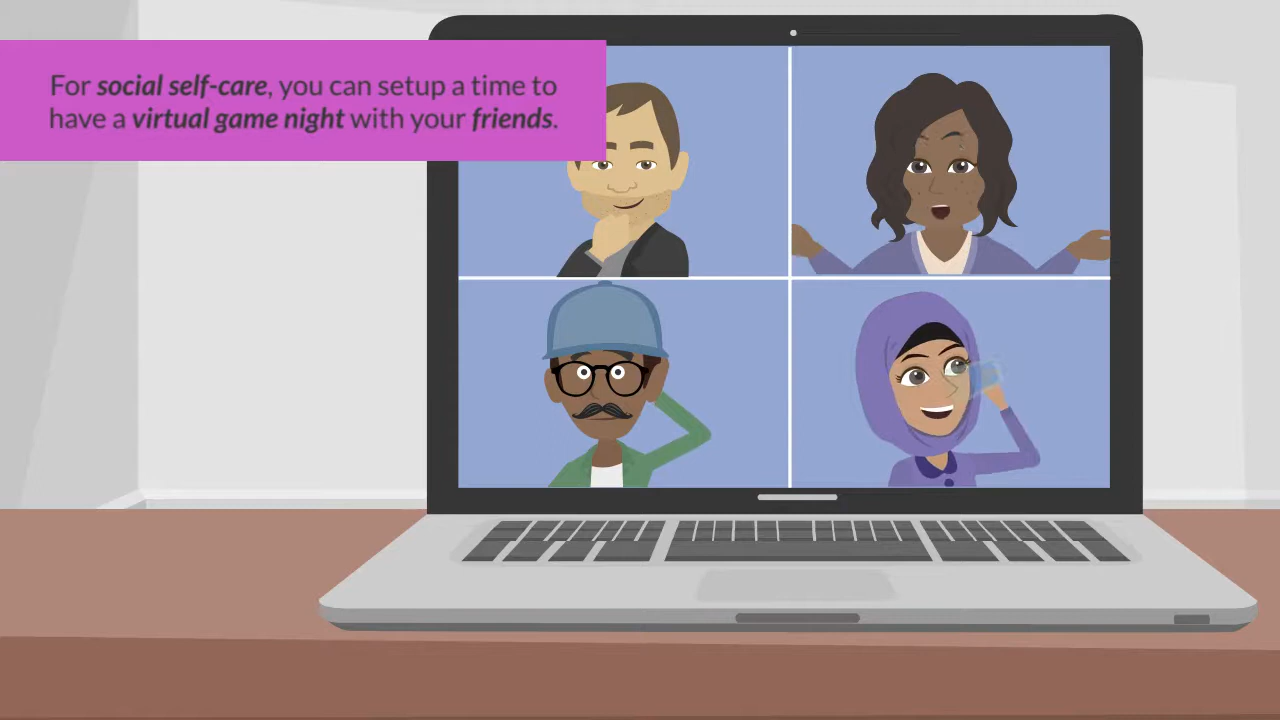 For social self-care, you can setup a time to
have a virtual game night with your friends.